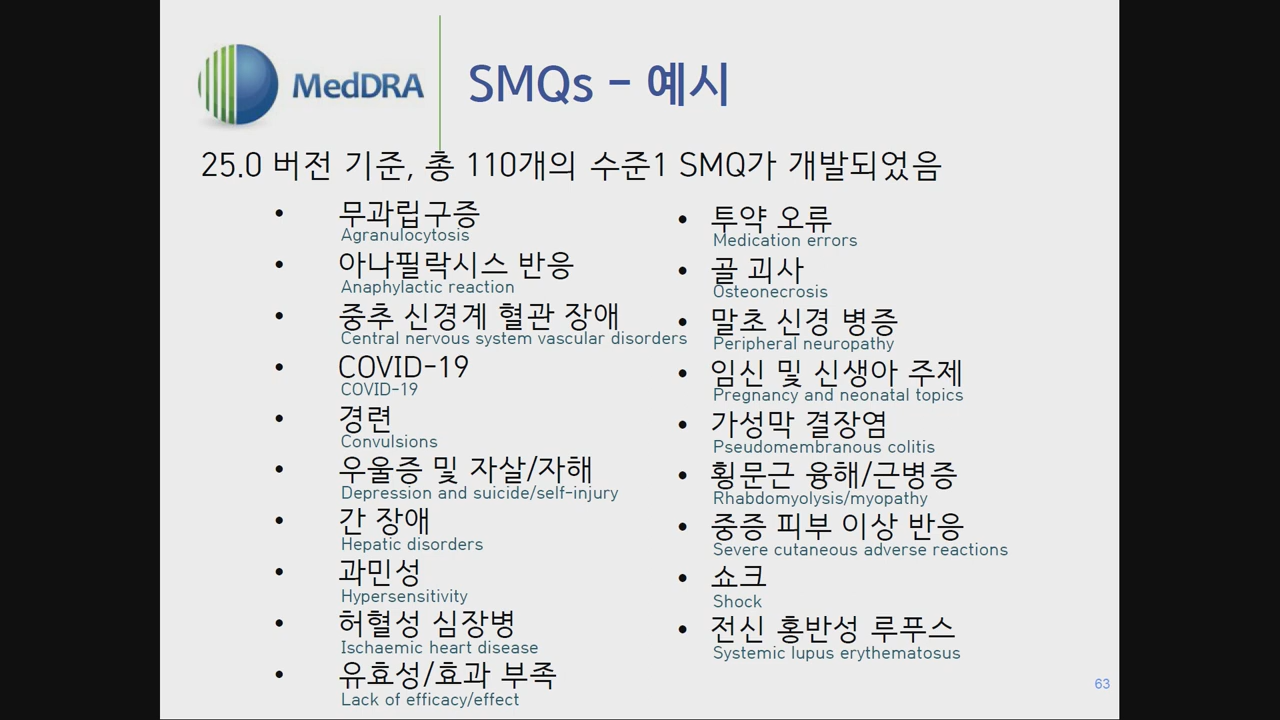 MedDRA
SMQs - 예시
25.0 버전 기준, 총 110개의 수준1 SMQ가 개발되었음
• 무과립구증
Agranulocytosis
• 아나필락시스 반응
Anaphylactic reaction
• 중추 신경계 혈관 장애
Central nervous system vascular disorders
• COVID-19
COVID-19
• 경련
Convulsions
• 우울증 및 자살/자해
Depression and suicide/self-injury
• 간 장애
Hepatic disorders
• 과민성
Hypersensitivity
• 허혈성 심장병
Ischaemic heart disease
• 유효성/효과 부족
Lack of efficacy/effect
• 투약 오류
Medication errors
• 골 괴사
Osteonecrosis
• 말초 신경 병증
Peripheral neuropathy
• 임신 및 신생아 주제
Pregnancy and neonatal topics
• 가성막 결장염
Pseudomembranous colitis
• 횡문근 융해/근병증
Rhabdomyolysis/myopathy
• 중증 피부 이상 반응
Severe cutaneous adverse reactions
• 쇼크
Shock
• 전신 홍반성 루푸스
Systemic lupus erythematosus
63